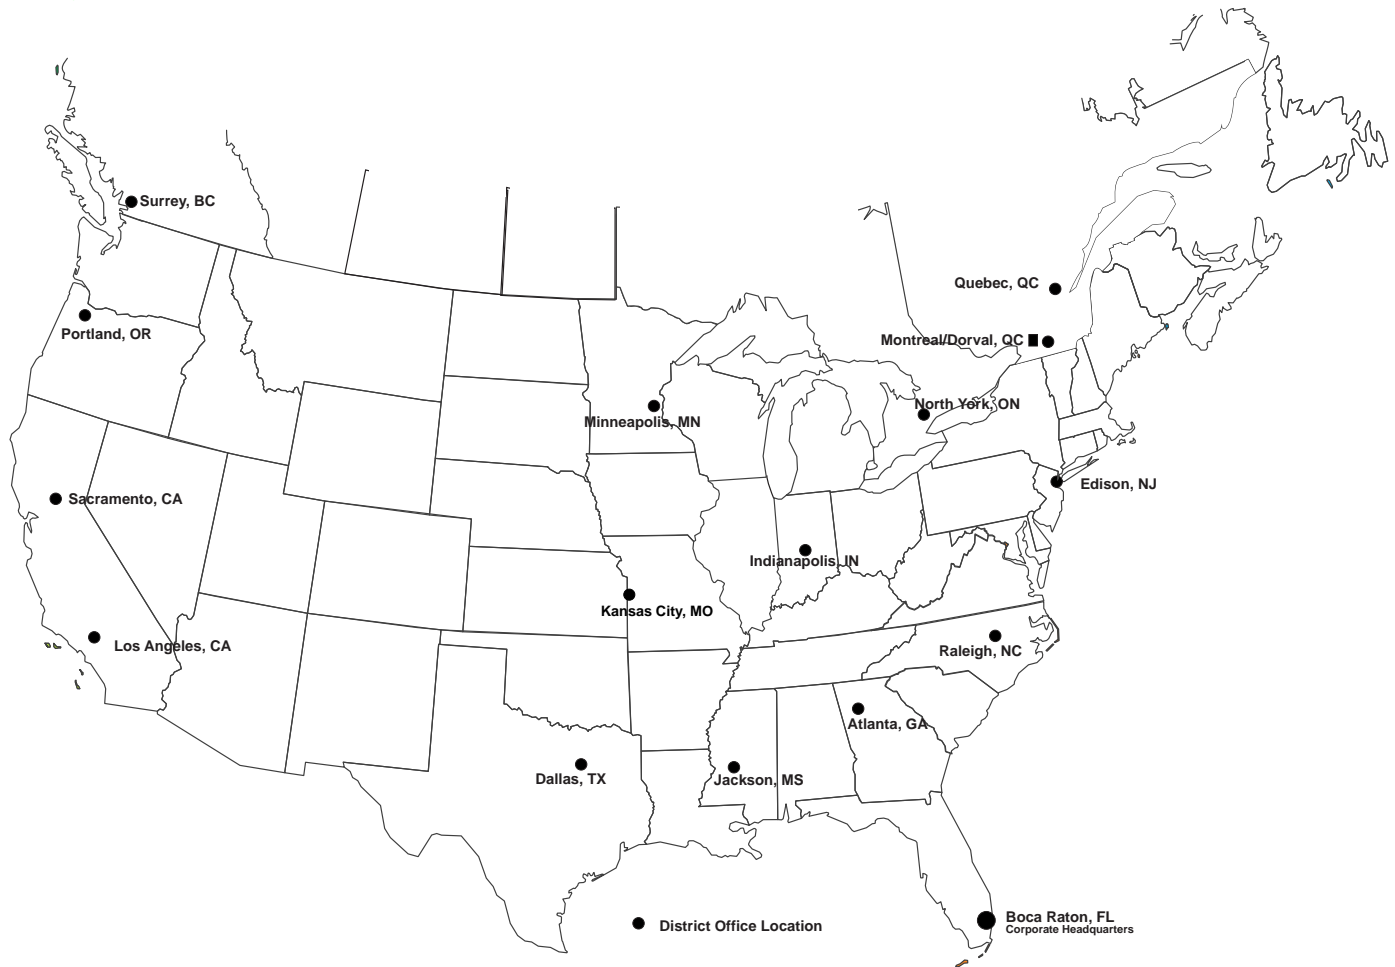 Surrey, BC
Quebec, QC
Portland, OR
Montreal/Dorval, QC
North York, ON
Minneapolis, MN
Edison, NJ
Sacramento, CA
Indianapolis, IN
Kansas City, MO
Los Angeles, CA
Raleigh, NC
Atlanta, GA
Dallas, TX
Jackson, MS
Boca Raton, FL
Corporate Headquarters
District Office Location